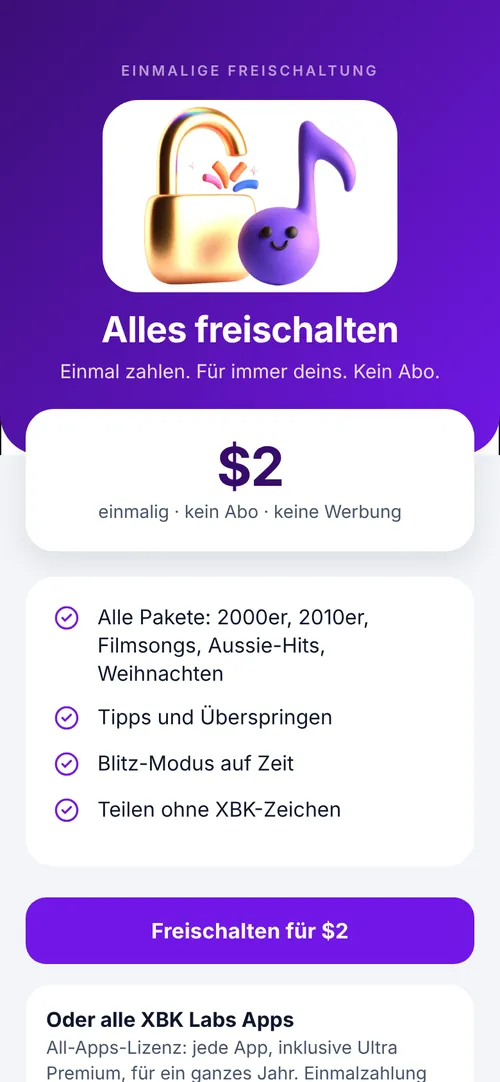 EINMALIGE FREISCHALTUNG
Alles freischalten
Einmal zahlen. Für immer deins. Kein Abo.
$2
einmalig · kein Abo · keine Werbung
Alle Pakete: 2000er, 2010er,
Filmsongs, Aussie-Hits,
Weihnachten
Tipps und Überspringen
Blitz-Modus auf Zeit
Teilen ohne XBK-Zeichen
Freischalten für $2
Oder alle XBK Labs Apps
All-Apps-Lizenz: jede App, inklusive Ultra
Premium, für ein ganzes Jahr. Einmalzahlung